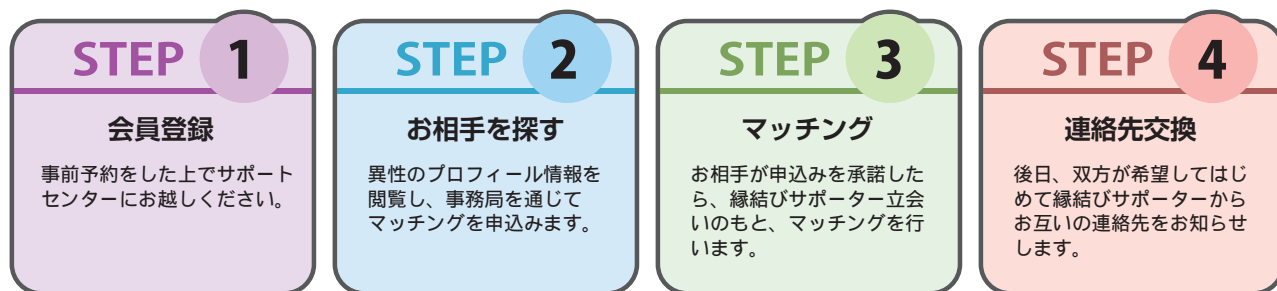 STEP 1
会員登録
事前予約をした上でサポート
センターにお越しください。
STEP 2
お相手を探す
異性のプロフィール情報を
閲覧し、事務局を通じて
マッチングを申込みます。
STEP 3
マッチング
お相手が申込みを承諾した
ら、縁結びサポーター立会
いのもと、マッチングを行
います。
STEP 4
連絡先交換
後日、双方が希望してはじ
めて縁結びサポーターから
お互いの連絡先をお知らせ
します。